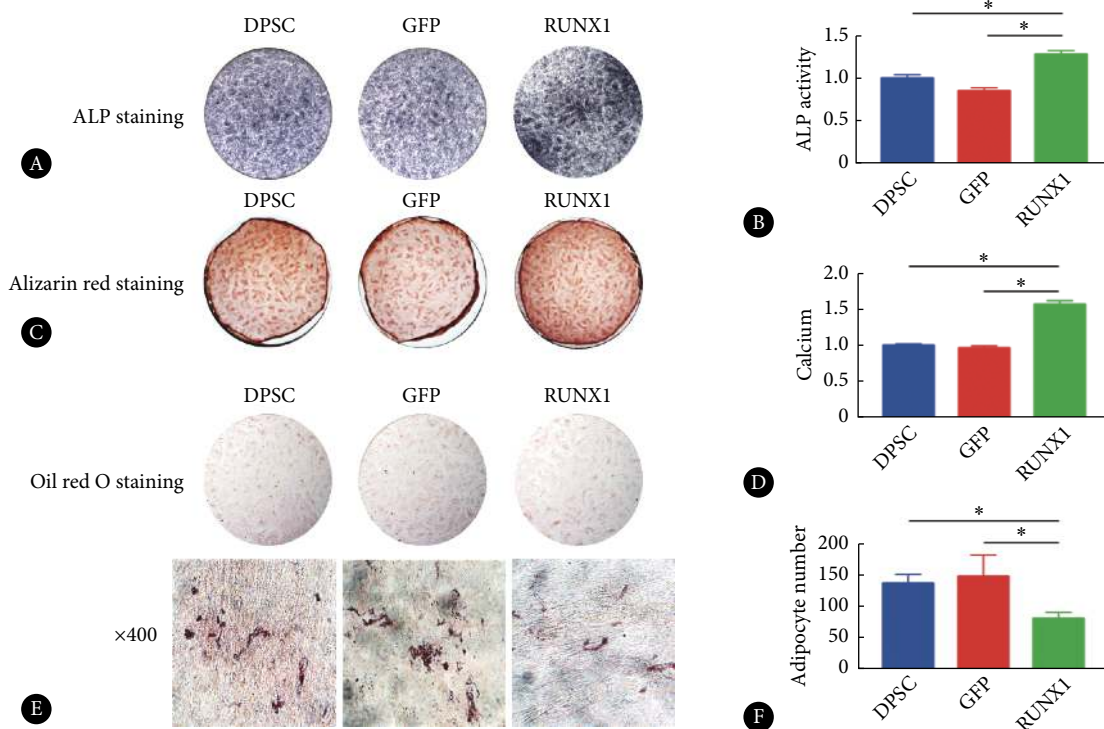 DPSC GFP RUNX1
ALP staining
A
DPSC GFP RUNX1
Alizarin red staining
C
DPSC GFP RUNX1
Oil red O staining
×400
E
* *
ALP activity
1.5
1.0
0.5
0
DPSC GFP RUNX1
B
* *
Calcium
2.0
1.5
1.0
0.5
0
DPSC GFP RUNX1
D
* *
Adipocyte number
200
150
100
50
0
DPSC GFP RUNX1
F